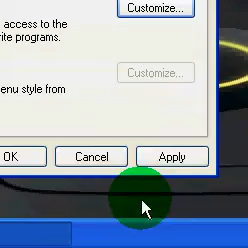 Customize...
access to the
rite programs.
Customize...
enu style from
OK
Cancel
Apply